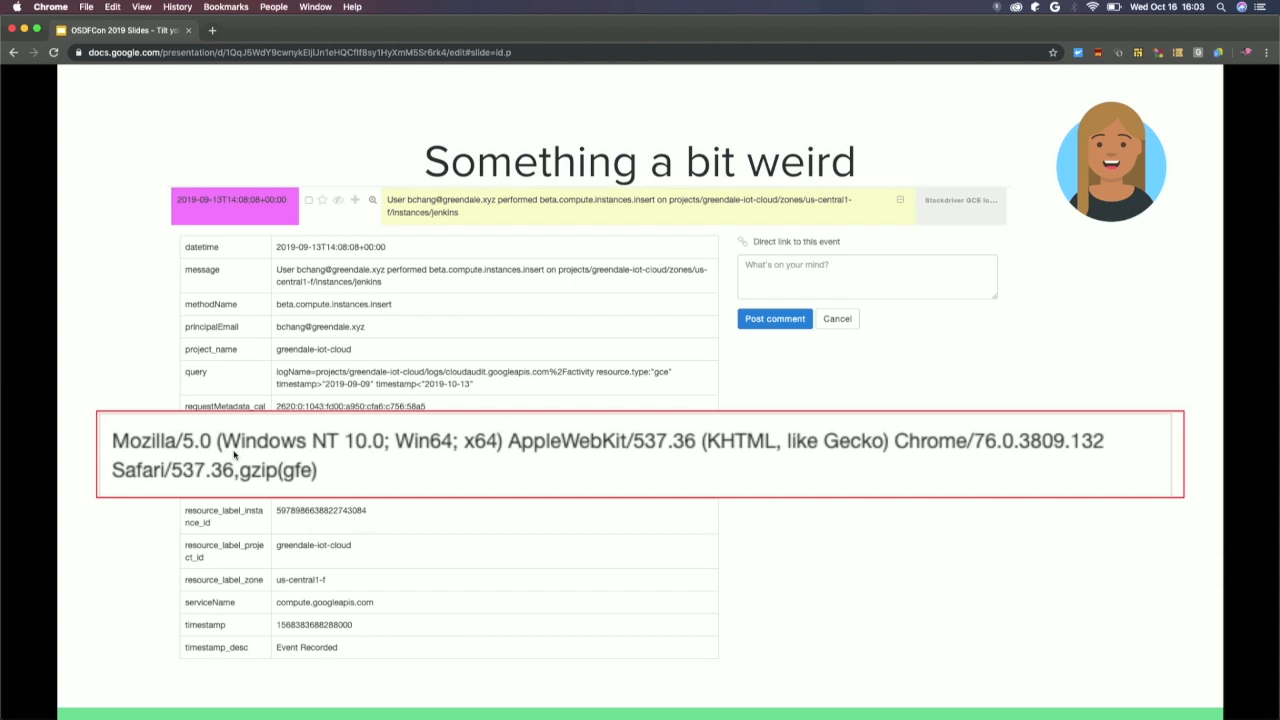 Chrome File Edit View History Bookmarks People Window Help Wed Oct 16 16:03
OSDFCon 2019 Slides - Tilt yo
docs.google.com/presentation/d/
Something a bit weird
2019-09-13T14:08:08+00:00
User bchang@greendale.xyz performed beta.compute.instances.insert on projects/greendale-iot-cloud/zones/us-central1-
f/instances/jenkins
Stackdriver GCE lo...
datetime 2019-09-13T14:08:08+00:00
message User bchang@greendale.xyz performed beta.compute.instances.insert on projects/greendale-iot-cloud/zones/us-
central1-f/instances/jenkins
methodName beta.compute.instances.insert
principalEmail bchang@greendale.xyz
project_name greendale-iot-cloud
query logName=projects/greendale-iot-cloud/logs/cloudaudit.googleapis.com%2Factivity resource.type:"gce"
timestamp>"2019-09-09" timestamp<"2019-10-13"
requestMetadata_cal 2620:0:1043:fd00:a950:cfa6:c756:58a5
Mozilla/5.0 (Windows NT 10.0; Win64; x64) AppleWebKit/537.36 (KHTML, like Gecko) Chrome/76.0.3809.132
Safari/537.36,gzip(gfe)
resource_label_insta
nce_id 5978986638822743084
resource_label_proje
ct_id greendale-iot-cloud
resource_label_zone us-central1-f
serviceName compute.googleapis.com
timestamp 1568383688288000
timestamp_desc Event Recorded
Direct link to this event
What's on your mind?
Post comment Cancel